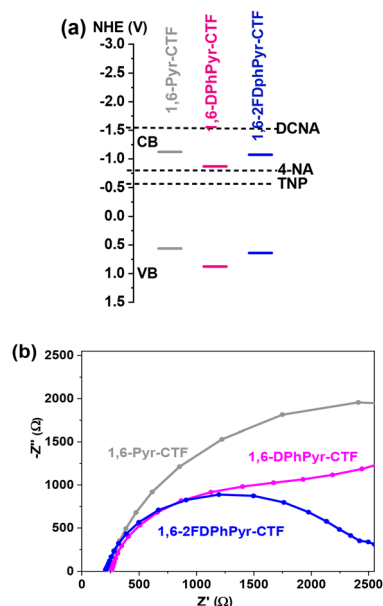 (a) NHE (V)
-3.0
-2.5
-2.0
-1.5
-1.0
-0.5
0.0
0.5
1.0
1.5
CB
VB
1,6-Pyr-CTF
1,6-DPhPyr-CTF
1,6-2FDphPyr-CTF
DCNA
4-NA
TNP
(b)
-Z'' (Ω)
2500
2000
1500
1000
500
0
1,6-Pyr-CTF
1,6-DPhPyr-CTF
1,6-2FDPhPyr-CTF
0 500 1000 1500 2000 2500
Z' (Ω)